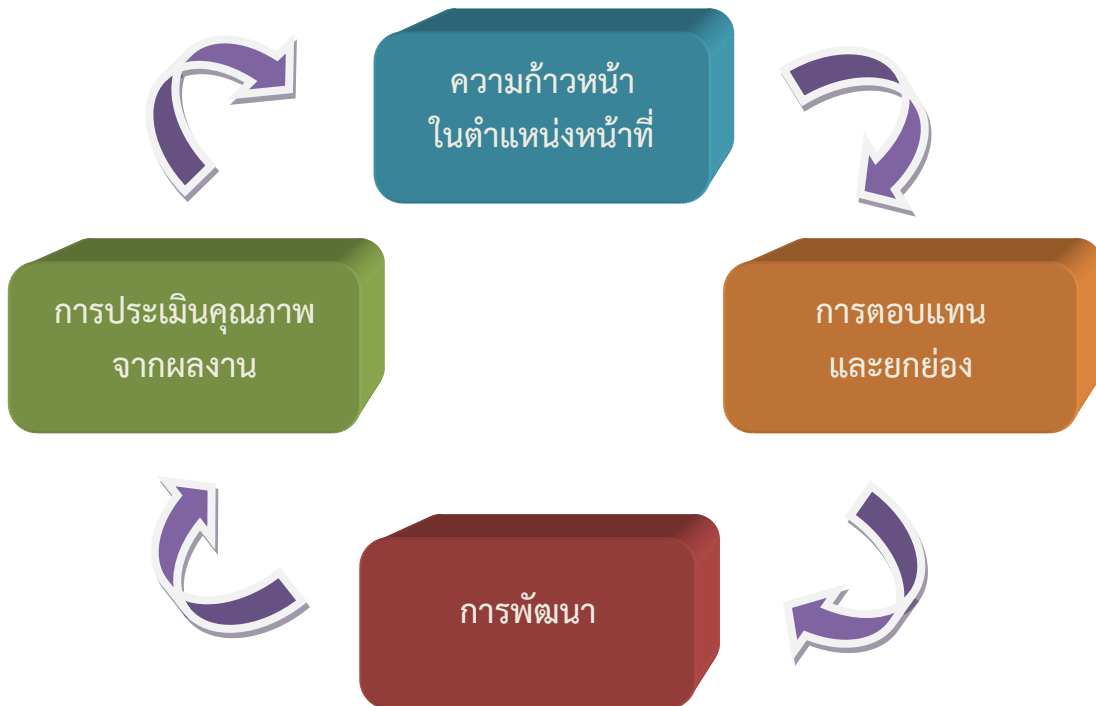 ความก้าวหน้า
ในตำแหน่งหน้าที่
การประเมินคุณภาพ
จากผลงาน
การตอบแทน
และยกย่อง
การพัฒนา